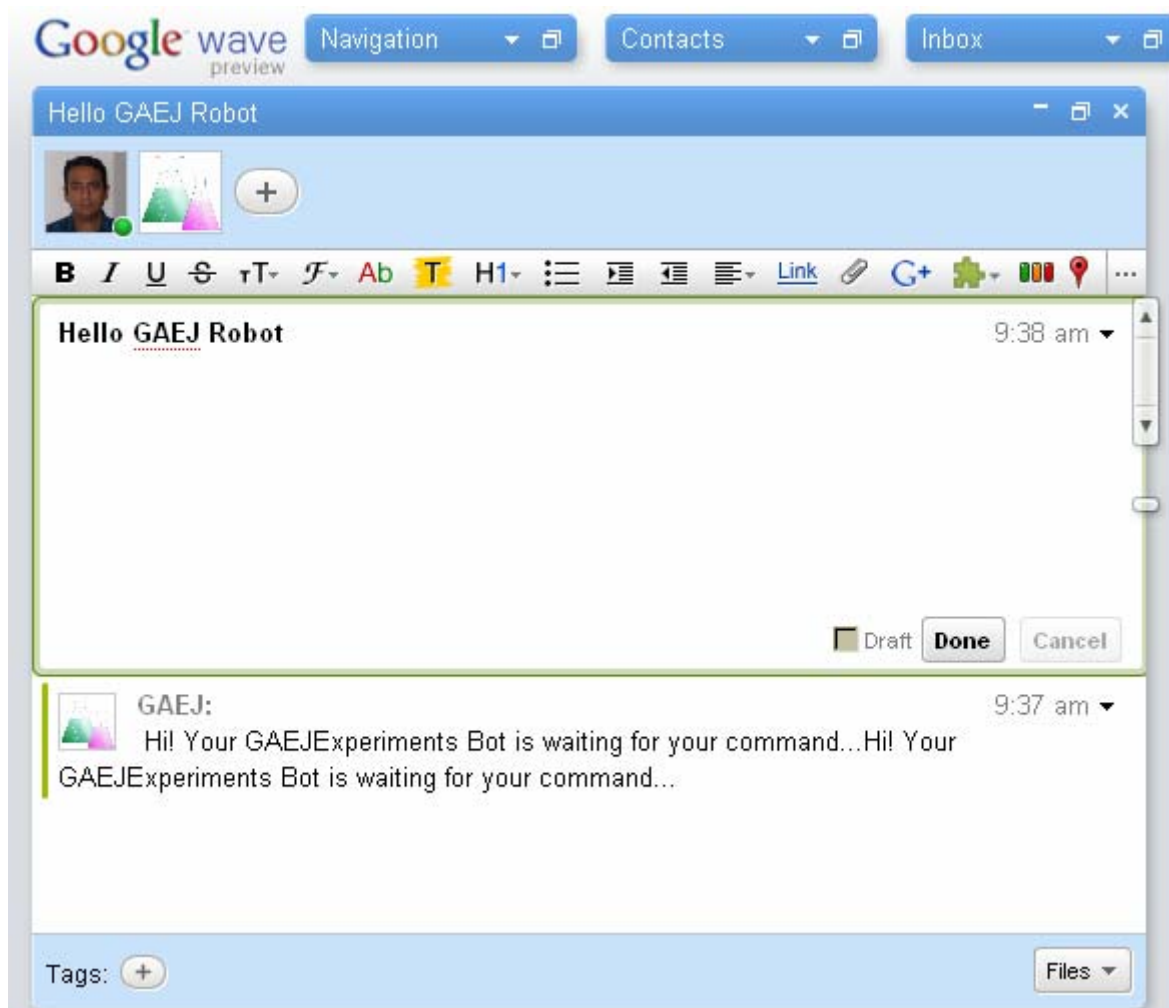 Google wave
preview
Navigation
Contacts
Inbox
Hello GAEJ Robot
B I U S TT F Ab T H1 Link G+ ...
Hello GAEJ Robot 9:38 am
Draft Done Cancel
GAEJ: 9:37 am
Hi! Your GAEJExperiments Bot is waiting for your command...Hi! Your
GAEJExperiments Bot is waiting for your command...
Tags: + Files